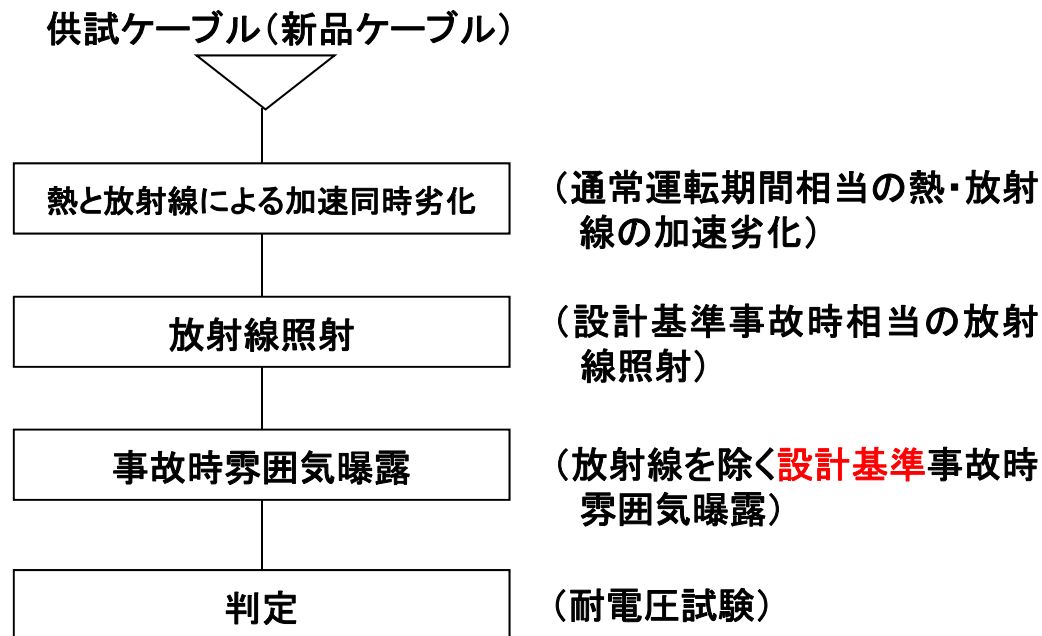 供試ケーブル(新品ケーブル)
熱と放射線による加速同時劣化
(通常運転期間相当の熱・放射
線の加速劣化)
放射線照射
(設計基準事故時相当の放射
線照射)
事故時雰囲気曝露
(放射線を除く設計基準事故時
雰囲気曝露)
判定
(耐電圧試験)